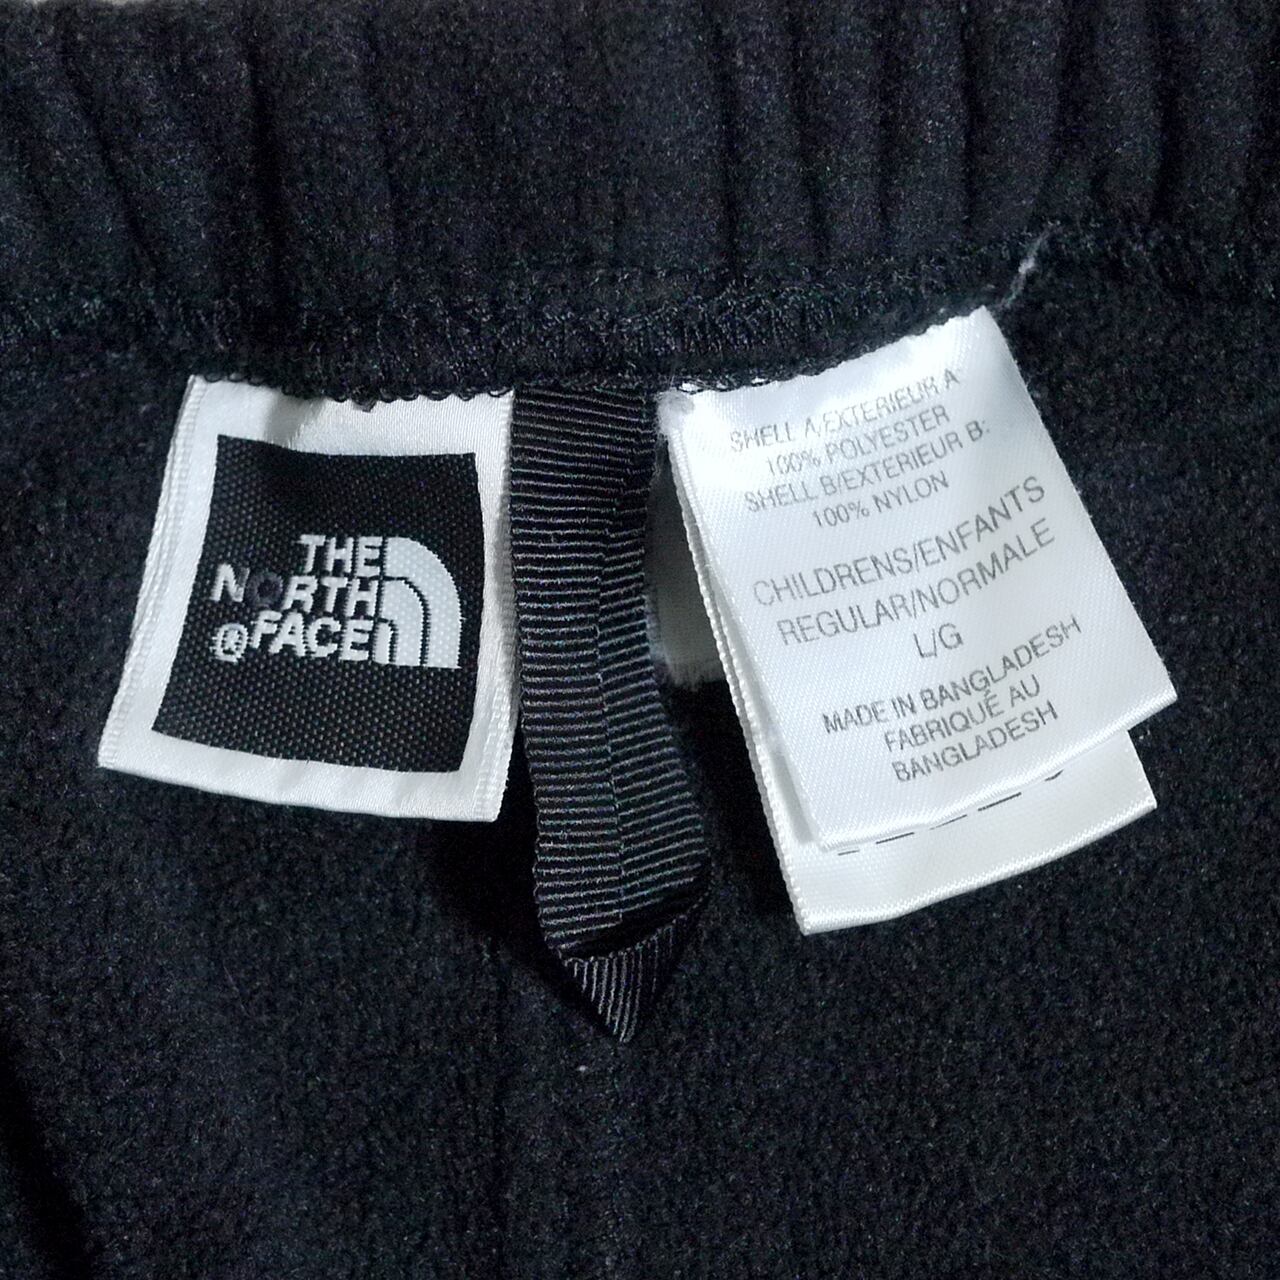 THE
NORTH
®FACE
SHELL A,EXTERIEUR A
100% POLYESTER
SHELL B/EXTERIEUR B:
100% NYLON
CHILDRENS/ENFANTS
REGULAR/NORMALE
L/G
MADE IN BANGLADESH
FABRIQUÉ AU
BANGLADESH